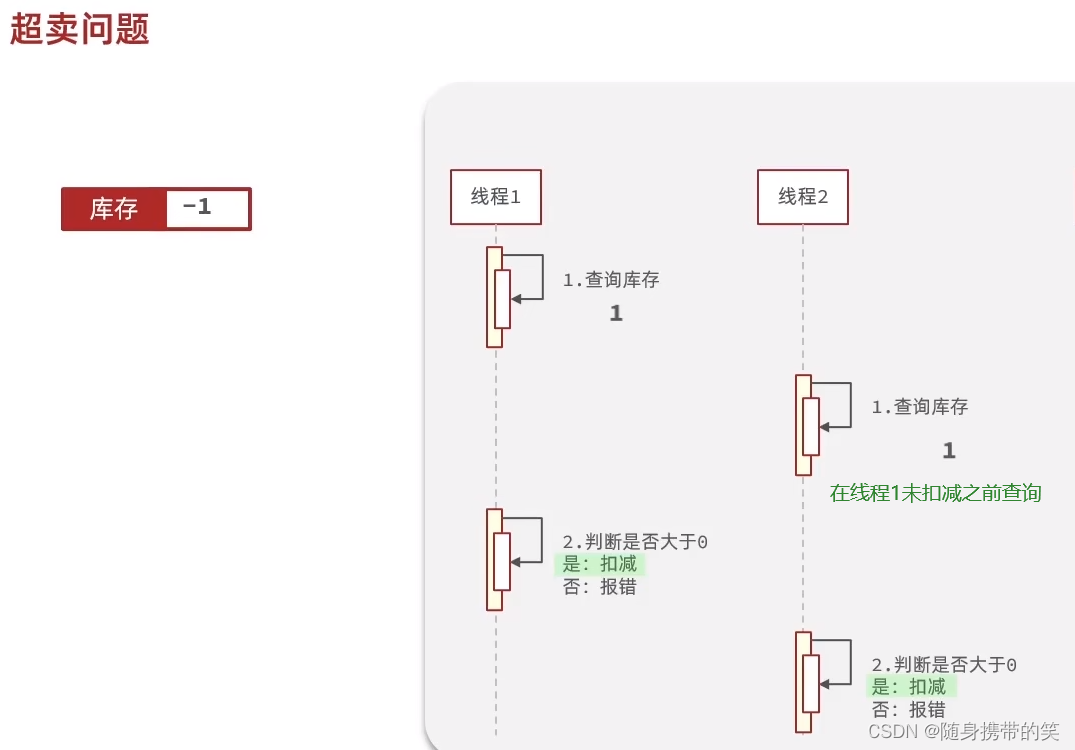 超卖问题
库存 -1
线程1
线程2
1.查询库存
1
1.查询库存
1
在线程1未扣减之前查询
2.判断是否大于0
是: 扣减
否: 报错
2.判断是否大于0
是: 扣减
否: 报错
CSDN @随身携带的笑